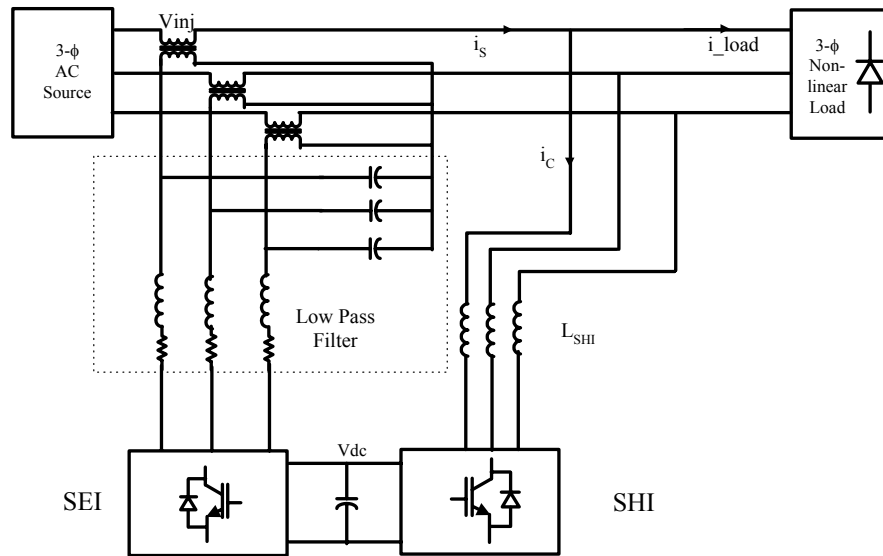 Vinj
3-ϕ
AC
Source
i_S
i_load
3-ϕ
Non-
linear
Load
i_C
Low Pass
Filter
L_SHI
Vdc
SEI
SHI